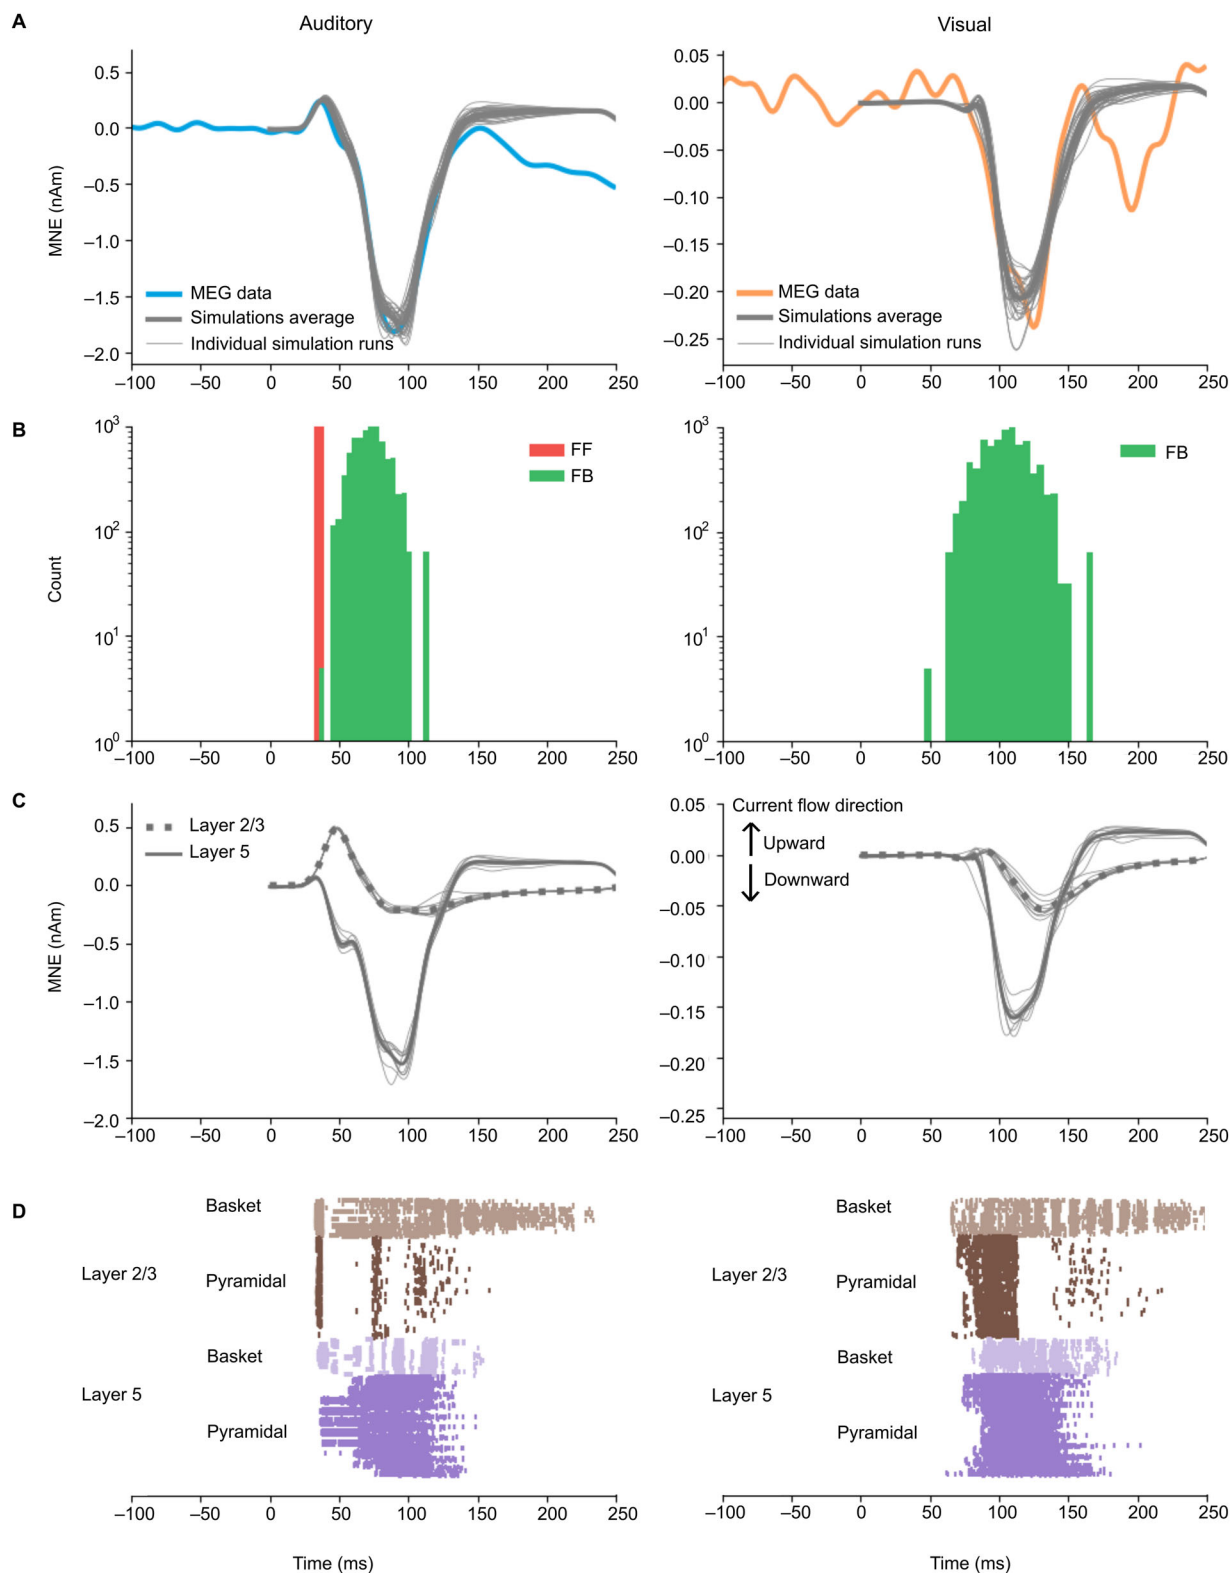 A
Auditory
Visual
0.5
0.0
–0.5
–1.0
–1.5
–2.0
MNE (nAm)
MEG data
Simulations average
Individual simulation runs
–100 –50 0 50 100 150 200 250
0.05
0.00
–0.05
–0.10
–0.15
–0.20
–0.25
MEG data
Simulations average
Individual simulation runs
–100 –50 0 50 100 150 200 250
B
10³
10²
10¹
10⁰
Count
FF
FB
–100 –50 0 50 100 150 200 250
10³
10²
10¹
10⁰
FB
–100 –50 0 50 100 150 200 250
C
0.5
0.0
–0.5
–1.0
–1.5
–2.0
MNE (nAm)
Layer 2/3
Layer 5
–100 –50 0 50 100 150 200 250
0.05
0.00
–0.05
–0.10
–0.15
–0.20
–0.25
Current flow direction
Upward
Downward
–100 –50 0 50 100 150 200 250
D
Basket
Layer 2/3
Pyramidal
Basket
Layer 5
Pyramidal
–100 –50 0 50 100 150 200 250
Time (ms)
Basket
Layer 2/3
Pyramidal
Basket
Layer 5
Pyramidal
–100 –50 0 50 100 150 200 250
Time (ms)